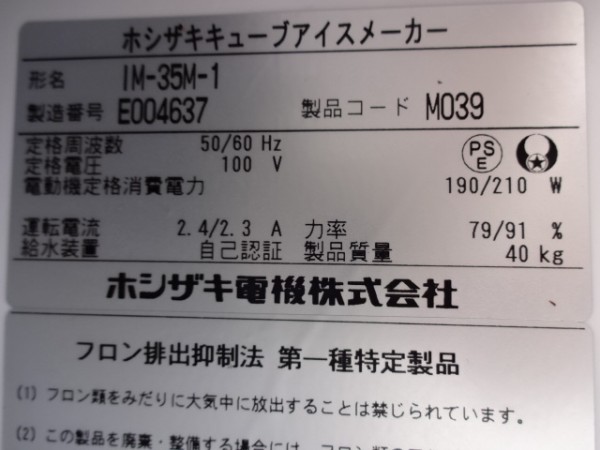 ホシザキキューブアイスメーカー
形名 IM-35M-1
製造番号 E004637 製品コード M039
定格周波数 50/60 Hz
定格電圧 100 V
PS E
電動機定格消費電力 190/210 W
運転電流 2.4/2.3 A 力率 79/91 %
給水装置 自己認証 製品質量 40 kg
ホシザキ電機株式会社
フロン排出抑制法 第一種特定製品
(1) フロン類をみだりに大気中に放出することは禁じられています。
(2) この製品を廃棄・整備する場合には、フロン類の